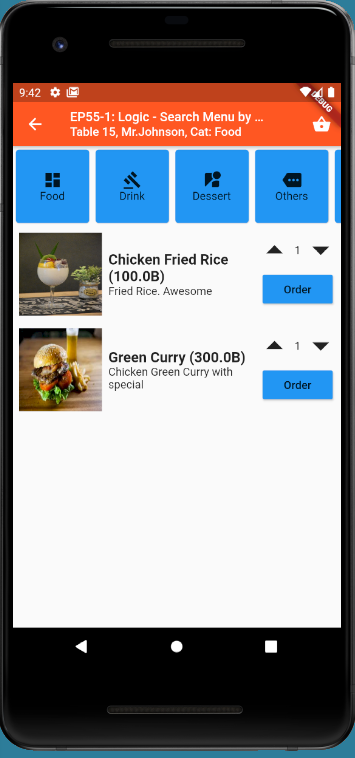 9:42
DEBUG
EP55-1: Logic - Search Menu by ...
Table 15, Mr.Johnson, Cat: Food
Food
Drink
Dessert
Others
Chicken Fried Rice
(100.0B)
Fried Rice. Awesome
1
Order
Green Curry (300.0B)
Chicken Green Curry with
special
1
Order